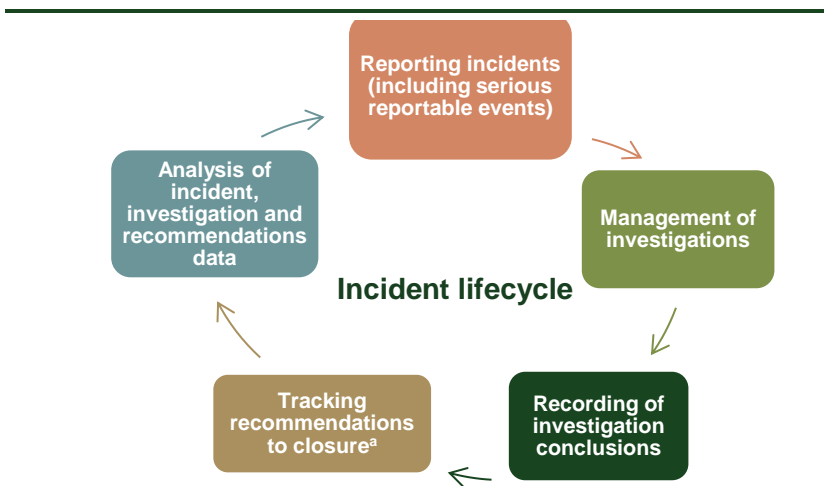 Reporting incidents
(including serious
reportable events)
Management of
investigations
Recording of
investigation
conclusions
Tracking
recommendations
to closureᵃ
Analysis of
incident,
investigation and
recommendations
data
Incident lifecycle